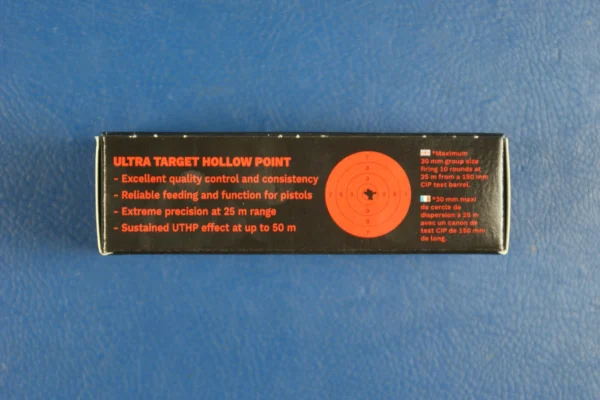 ULTRA TARGET HOLLOW POINT
- Excellent quality control and consistency
- Reliable feeding and function for pistols
- Extreme precision at 25 m range
- Sustained UTHP effect at up to 50 m
*Maximum
20 mm group size
firing 10 rounds at
25 m from a 150 mm
CIP test barrel.
*20 mm maxi
de cercle de
dispersion à 25 m
avec un canon de
test CIP de 150 mm
de long.